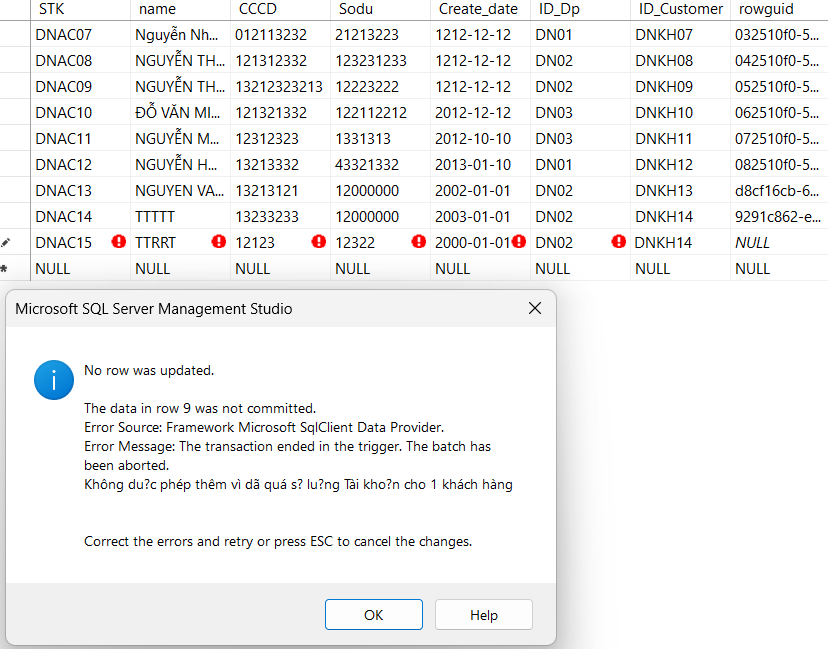 STK name CCCD Sodu Create_date ID_Dp ID_Customer rowguid
DNAC07 Nguyễn Nh... 012113232 21213223 1212-12-12 DN01 DNKH07 032510f0-5...
DNAC08 NGUYỄN TH... 121312332 123231233 1212-12-12 DN02 DNKH08 042510f0-5...
DNAC09 NGUYỄN TH... 13212323213 12223222 1212-12-12 DN02 DNKH09 052510f0-5...
DNAC10 ĐỖ VĂN MI... 121321332 122112212 2012-12-12 DN03 DNKH10 062510f0-5...
DNAC11 NGUYỄN M... 12312323 1331313 2012-10-10 DN03 DNKH11 072510f0-5...
DNAC12 NGUYỄN H... 13213332 43321332 2013-01-10 DN01 DNKH12 082510f0-5...
DNAC13 NGUYEN VA... 13213121 12000000 2002-01-01 DN02 DNKH13 d8cf16cb-6...
DNAC14 TTTTT 13233233 12000000 2003-01-01 DN02 DNKH14 9291c862-e...
DNAC15 TTRRT 12123 12322 2000-01-01 DN02 DNKH14 NULL
NULL NULL NULL NULL NULL NULL NULL NULL
Microsoft SQL Server Management Studio
No row was updated.
The data in row 9 was not committed.
Error Source: Framework Microsoft SqlClient Data Provider.
Error Message: The transaction ended in the trigger. The batch has
been aborted.
Không du?c phép thêm vì dã quá s? lu?ng Tài kho?n cho 1 khách hàng
Correct the errors and retry or press ESC to cancel the changes.
OK Help